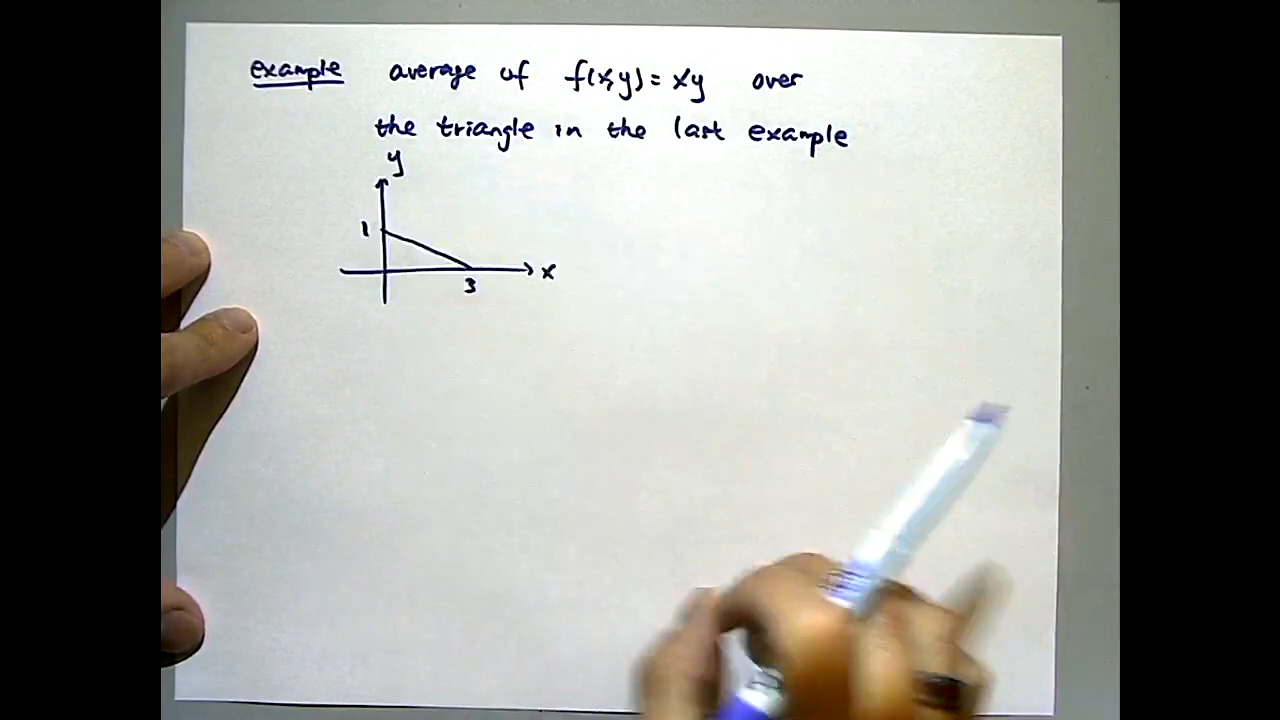 example average of f(x,y) = xy over
the triangle in the last example
y
1
x
3